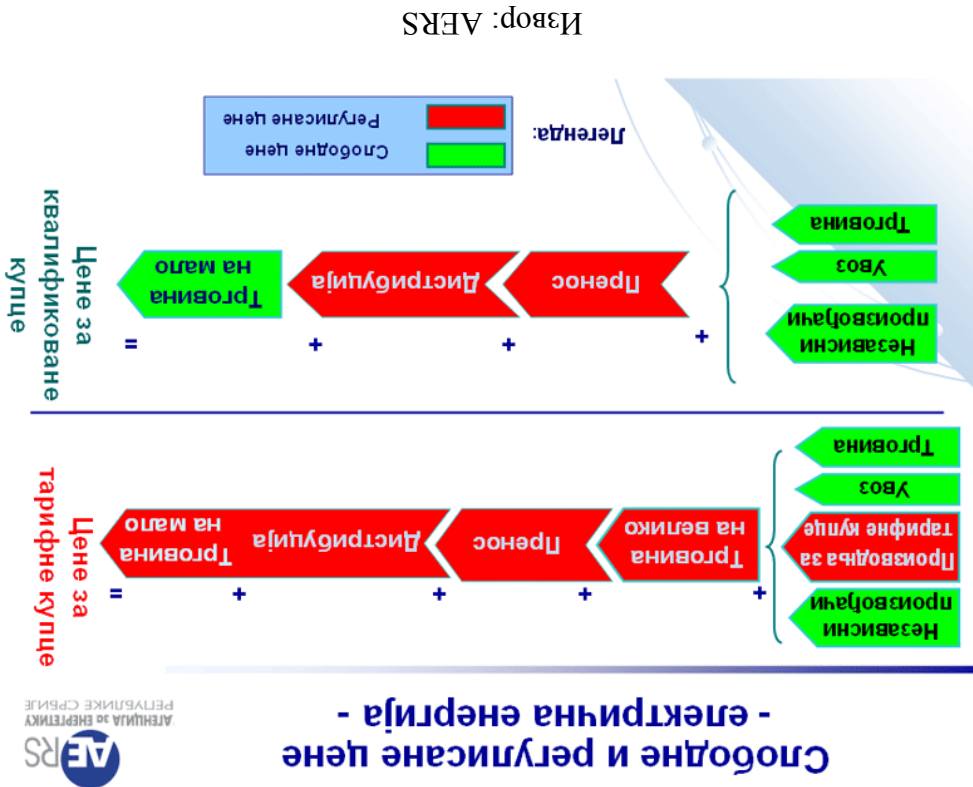 Слободне и регулисане цене
- електрична енергија -
AERS
АГЕНЦИЈА за ЕНЕРГЕТИКУ
РЕПУБЛИКЕ СРБИЈЕ
Независни
произвођачи
Производња за
тарифне купце
Увоз
Трговина
+
Трговина
на велико
+
Пренос
+
Дистрибуција
+
Трговина
на мало
=
Цене за
тарифне купце
Независни
произвођачи
Увоз
Трговина
+
Пренос
+
Дистрибуција
+
Трговина
на мало
=
Цене за
квалификоване
купце
Легенда:
Слободне цене
Регулисане цене
Извор: AERS